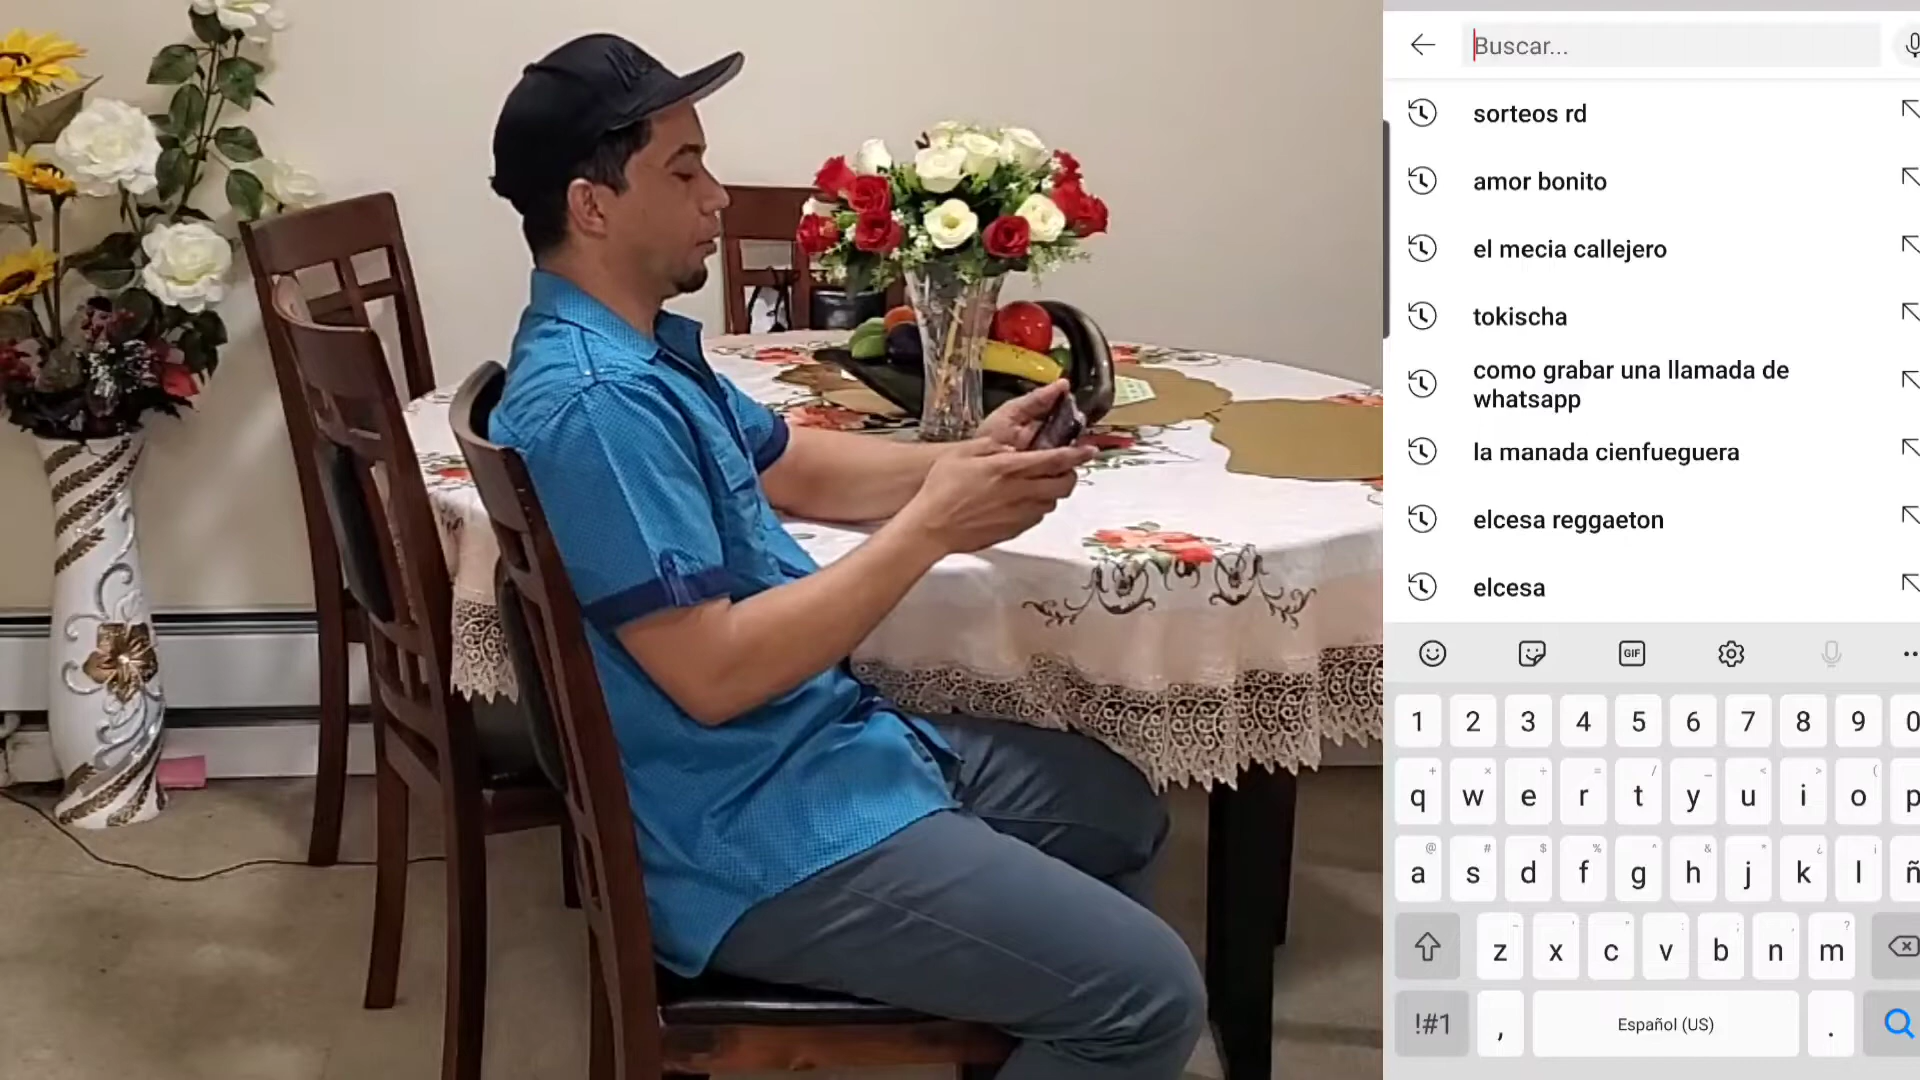 Buscar...
sorteos rd
amor bonito
el mecia callejero
tokischa
como grabar una llamada de
whatsapp
la manada cienfueguera
elcesa reggaeton
elcesa
GIF
1 2 3 4 5 6 7 8 9 0
+ × ÷ = / _ < > (
q w e r t y u i o p
@ # $ % ^ & * ¿ ¡
a s d f g h j k l ñ
- ' " : ; , ?
z x c v b n m
!#1 , Español (US) .